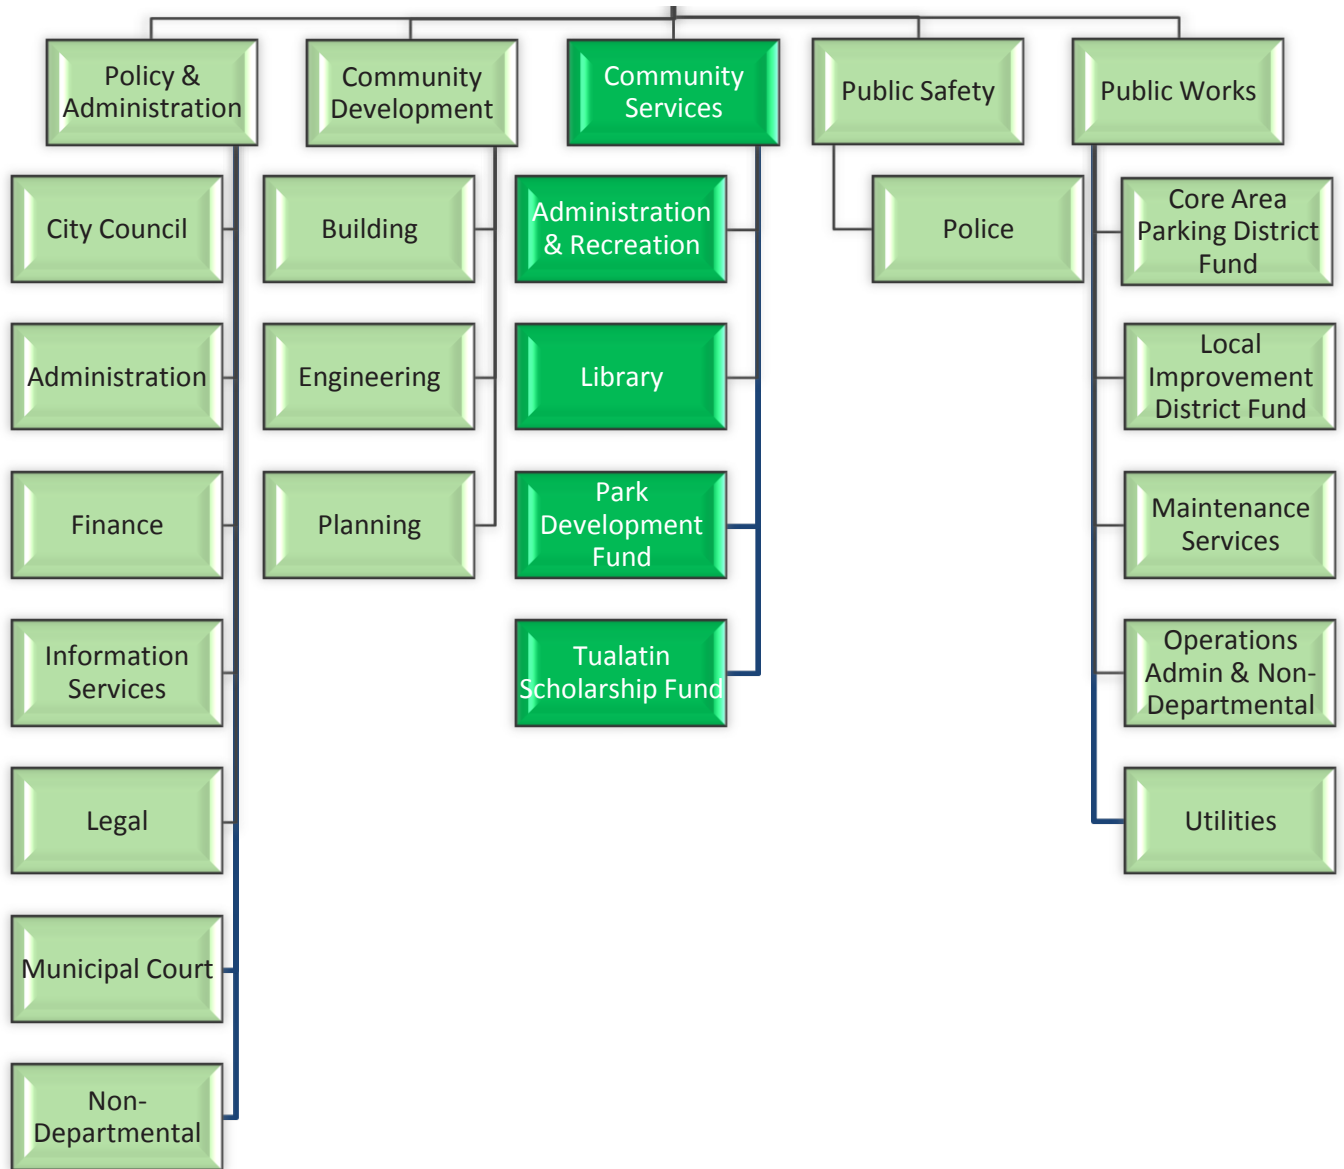 Policy &
Administration
Community
Development
Community
Services
Public Safety
Public Works
City Council
Administration
Finance
Information
Services
Legal
Municipal Court
Non-
Departmental
Building
Engineering
Planning
Administration
& Recreation
Library
Park
Development
Fund
Tualatin
Scholarship Fund
Police
Core Area
Parking District
Fund
Local
Improvement
District Fund
Maintenance
Services
Operations
Admin & Non-
Departmental
Utilities